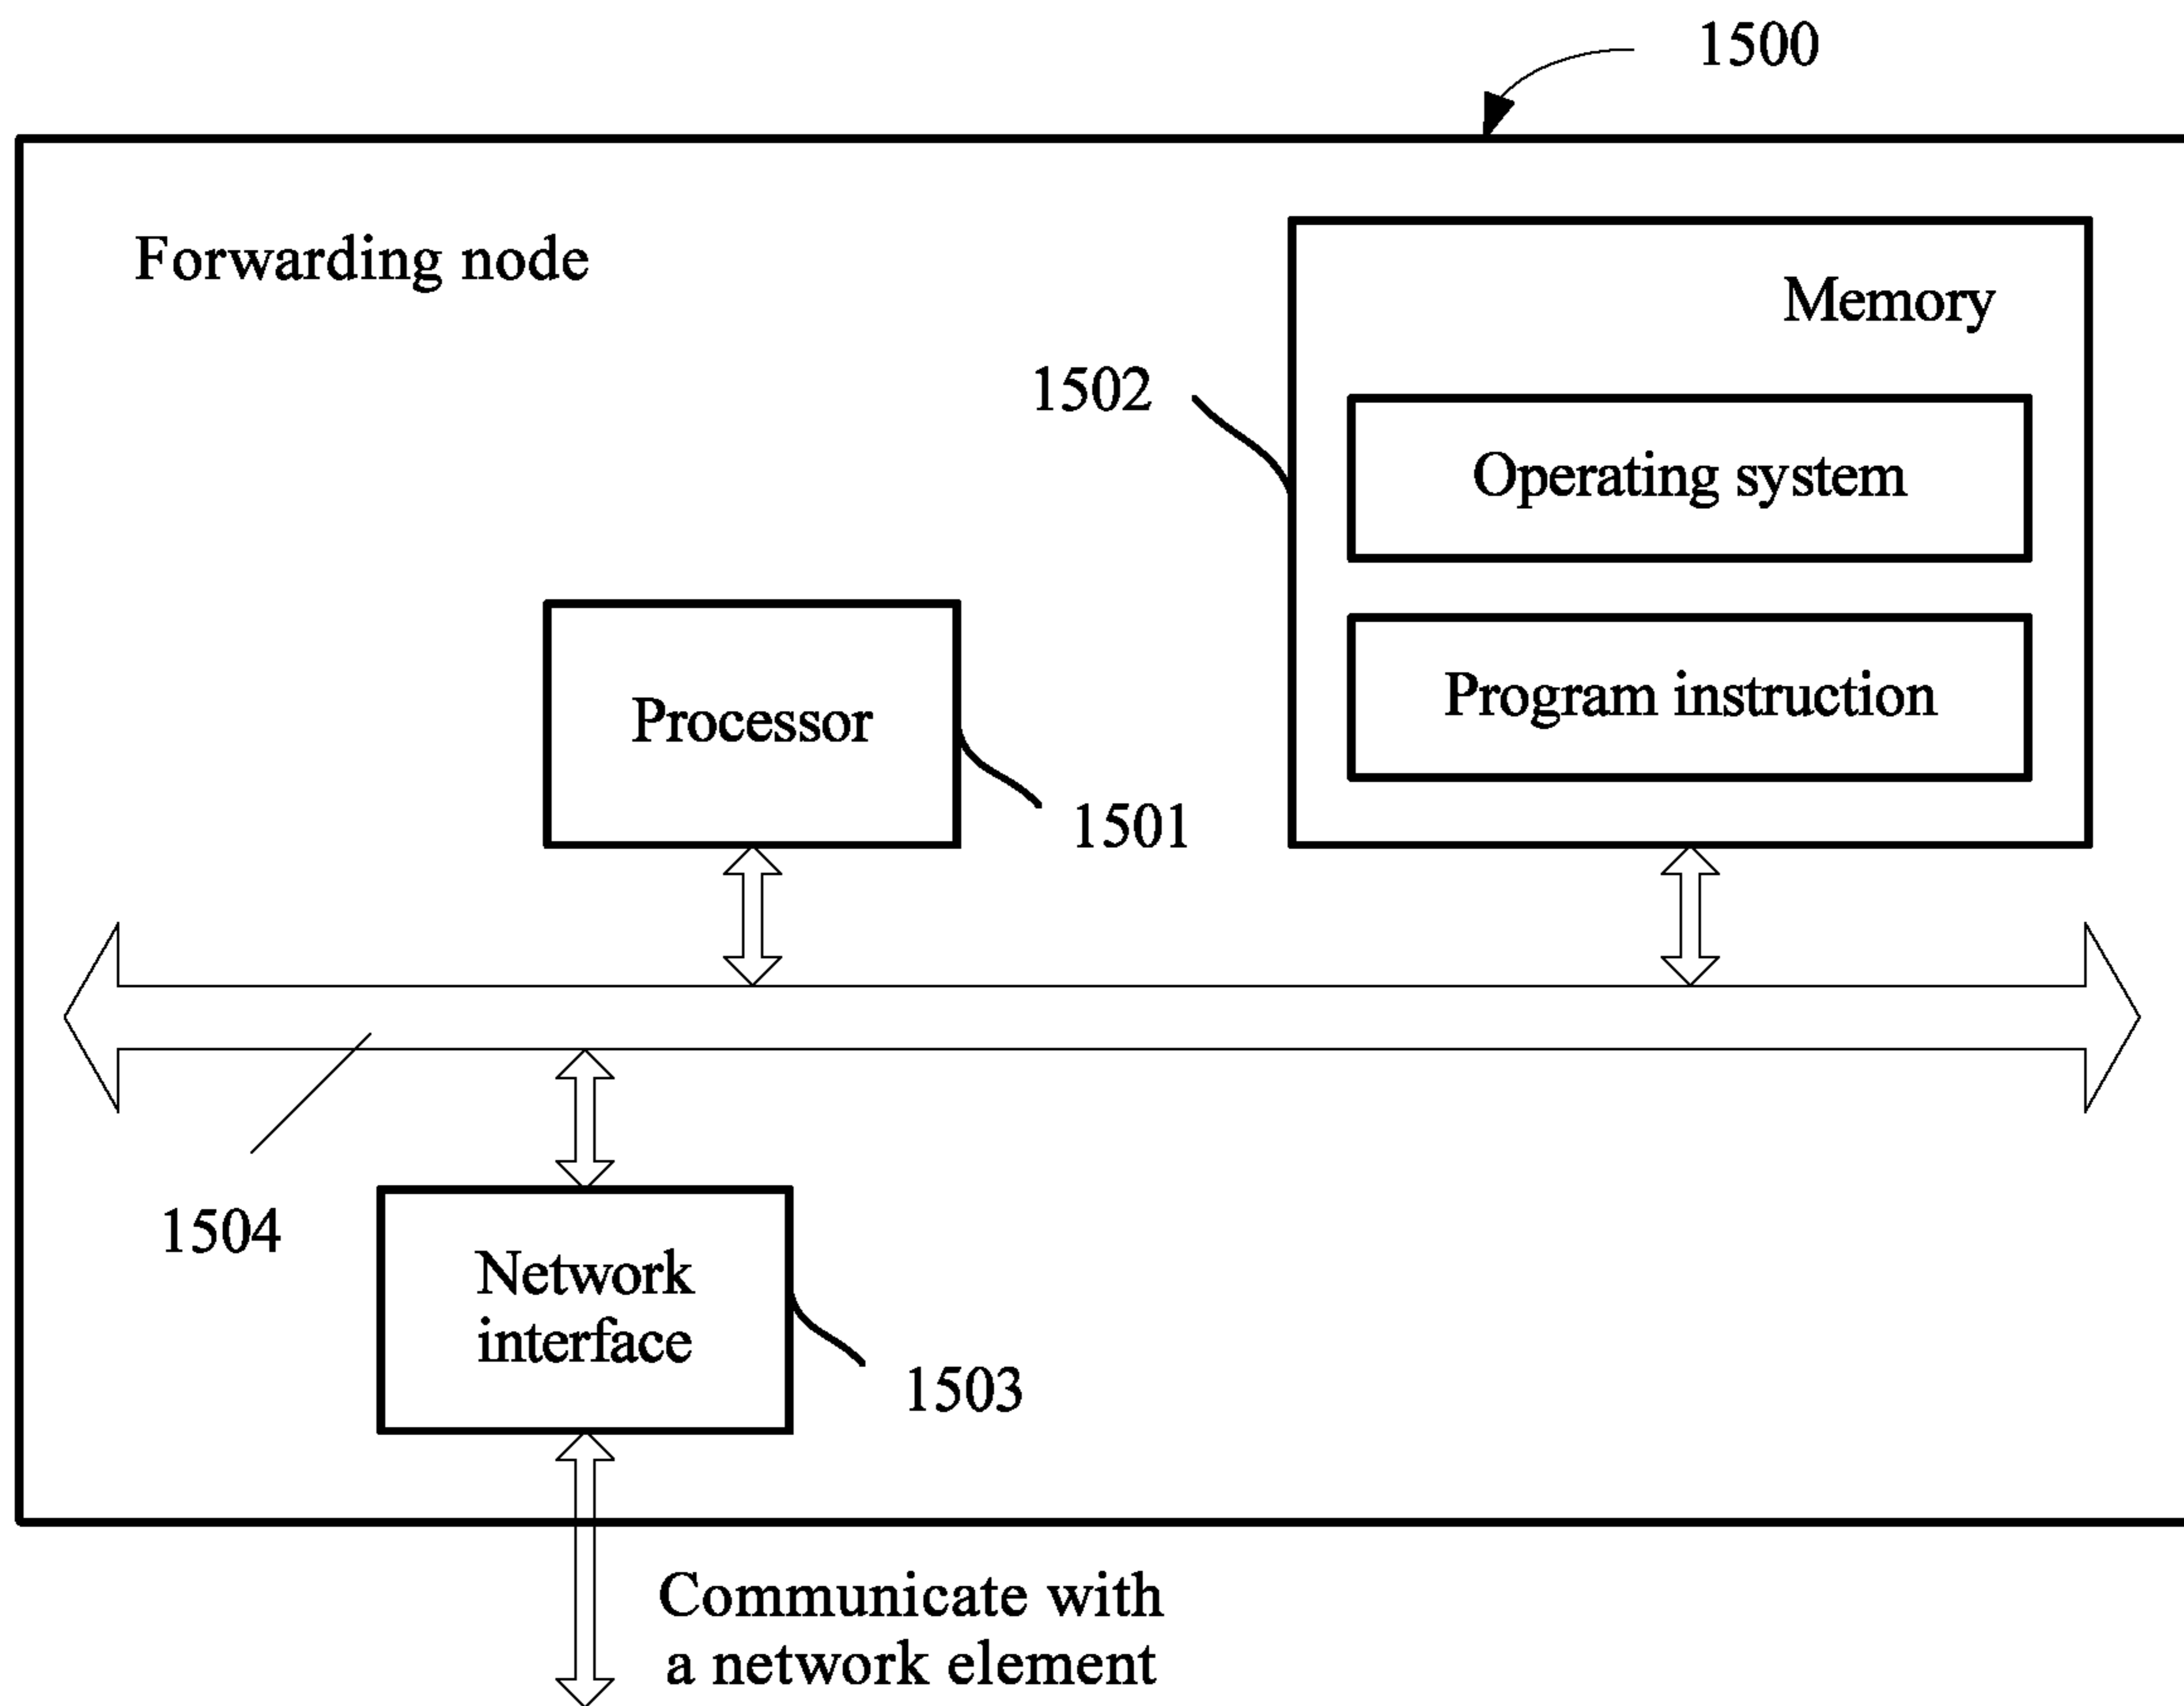 1500
Forwarding node
Memory
1502
Operating system
Program instruction
Processor
1501
1504
Network
interface
1503
Communicate with
a network element